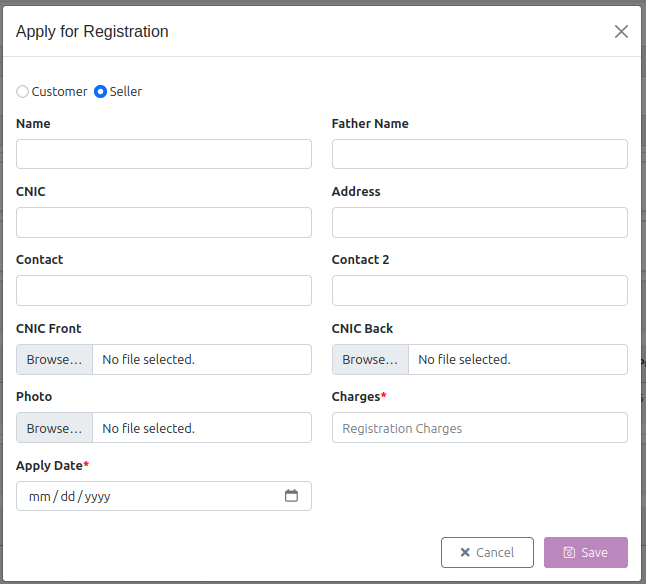 Apply for Registration
Customer Seller
Name Father Name
CNIC Address
Contact Contact 2
CNIC Front CNIC Back
Browse... No file selected. Browse... No file selected.
Photo Charges*
Browse... No file selected. Registration Charges
Apply Date*
mm/dd/yyyy
Cancel Save